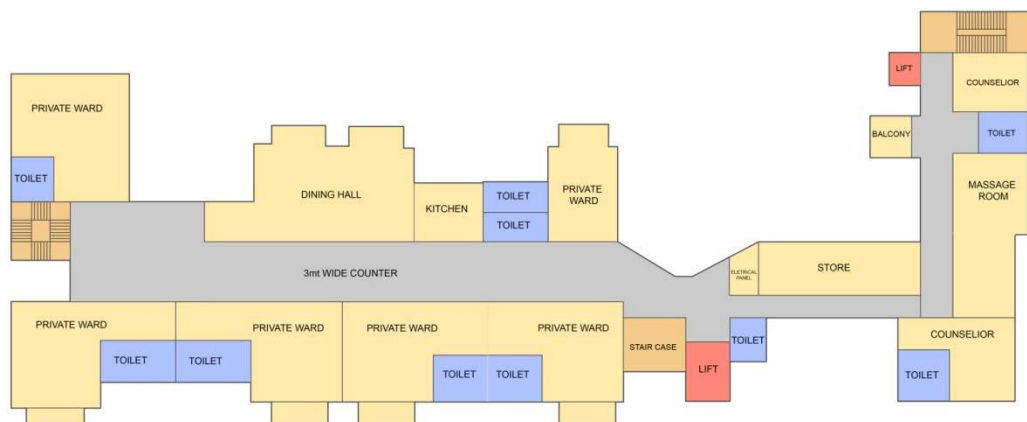 LIFT
COUNSELIOR
PRIVATE WARD
BALCONY
TOILET
TOILET
DINING HALL
KITCHEN
TOILET
TOILET
PRIVATE
WARD
MASSAGE
ROOM
3mt WIDE COUNTER
ELETRICAL
PANEL
STORE
PRIVATE WARD
PRIVATE WARD
PRIVATE WARD
PRIVATE WARD
STAIR CASE
TOILET
COUNSELIOR
TOILET
TOILET
TOILET
TOILET
LIFT
TOILET